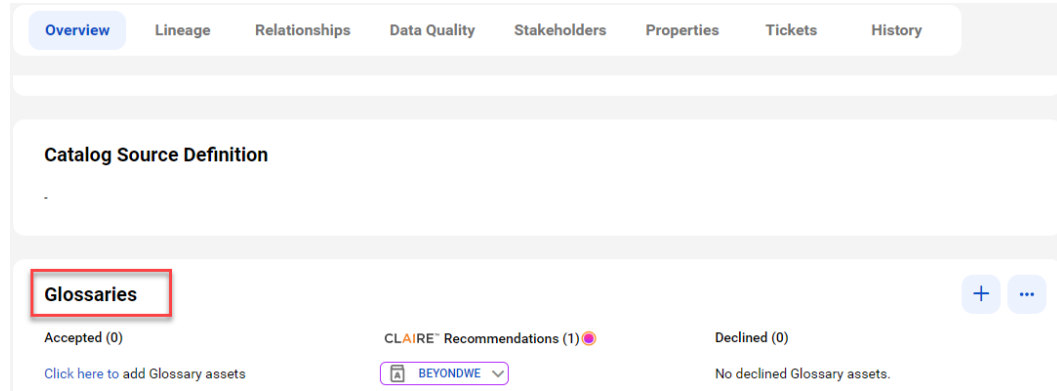 Overview Lineage Relationships Data Quality Stakeholders Properties Tickets History
Catalog Source Definition
-
Glossaries
Accepted (0) CLAIRE™ Recommendations (1) Declined (0)
Click here to add Glossary assets A BEYONDWE No declined Glossary assets.